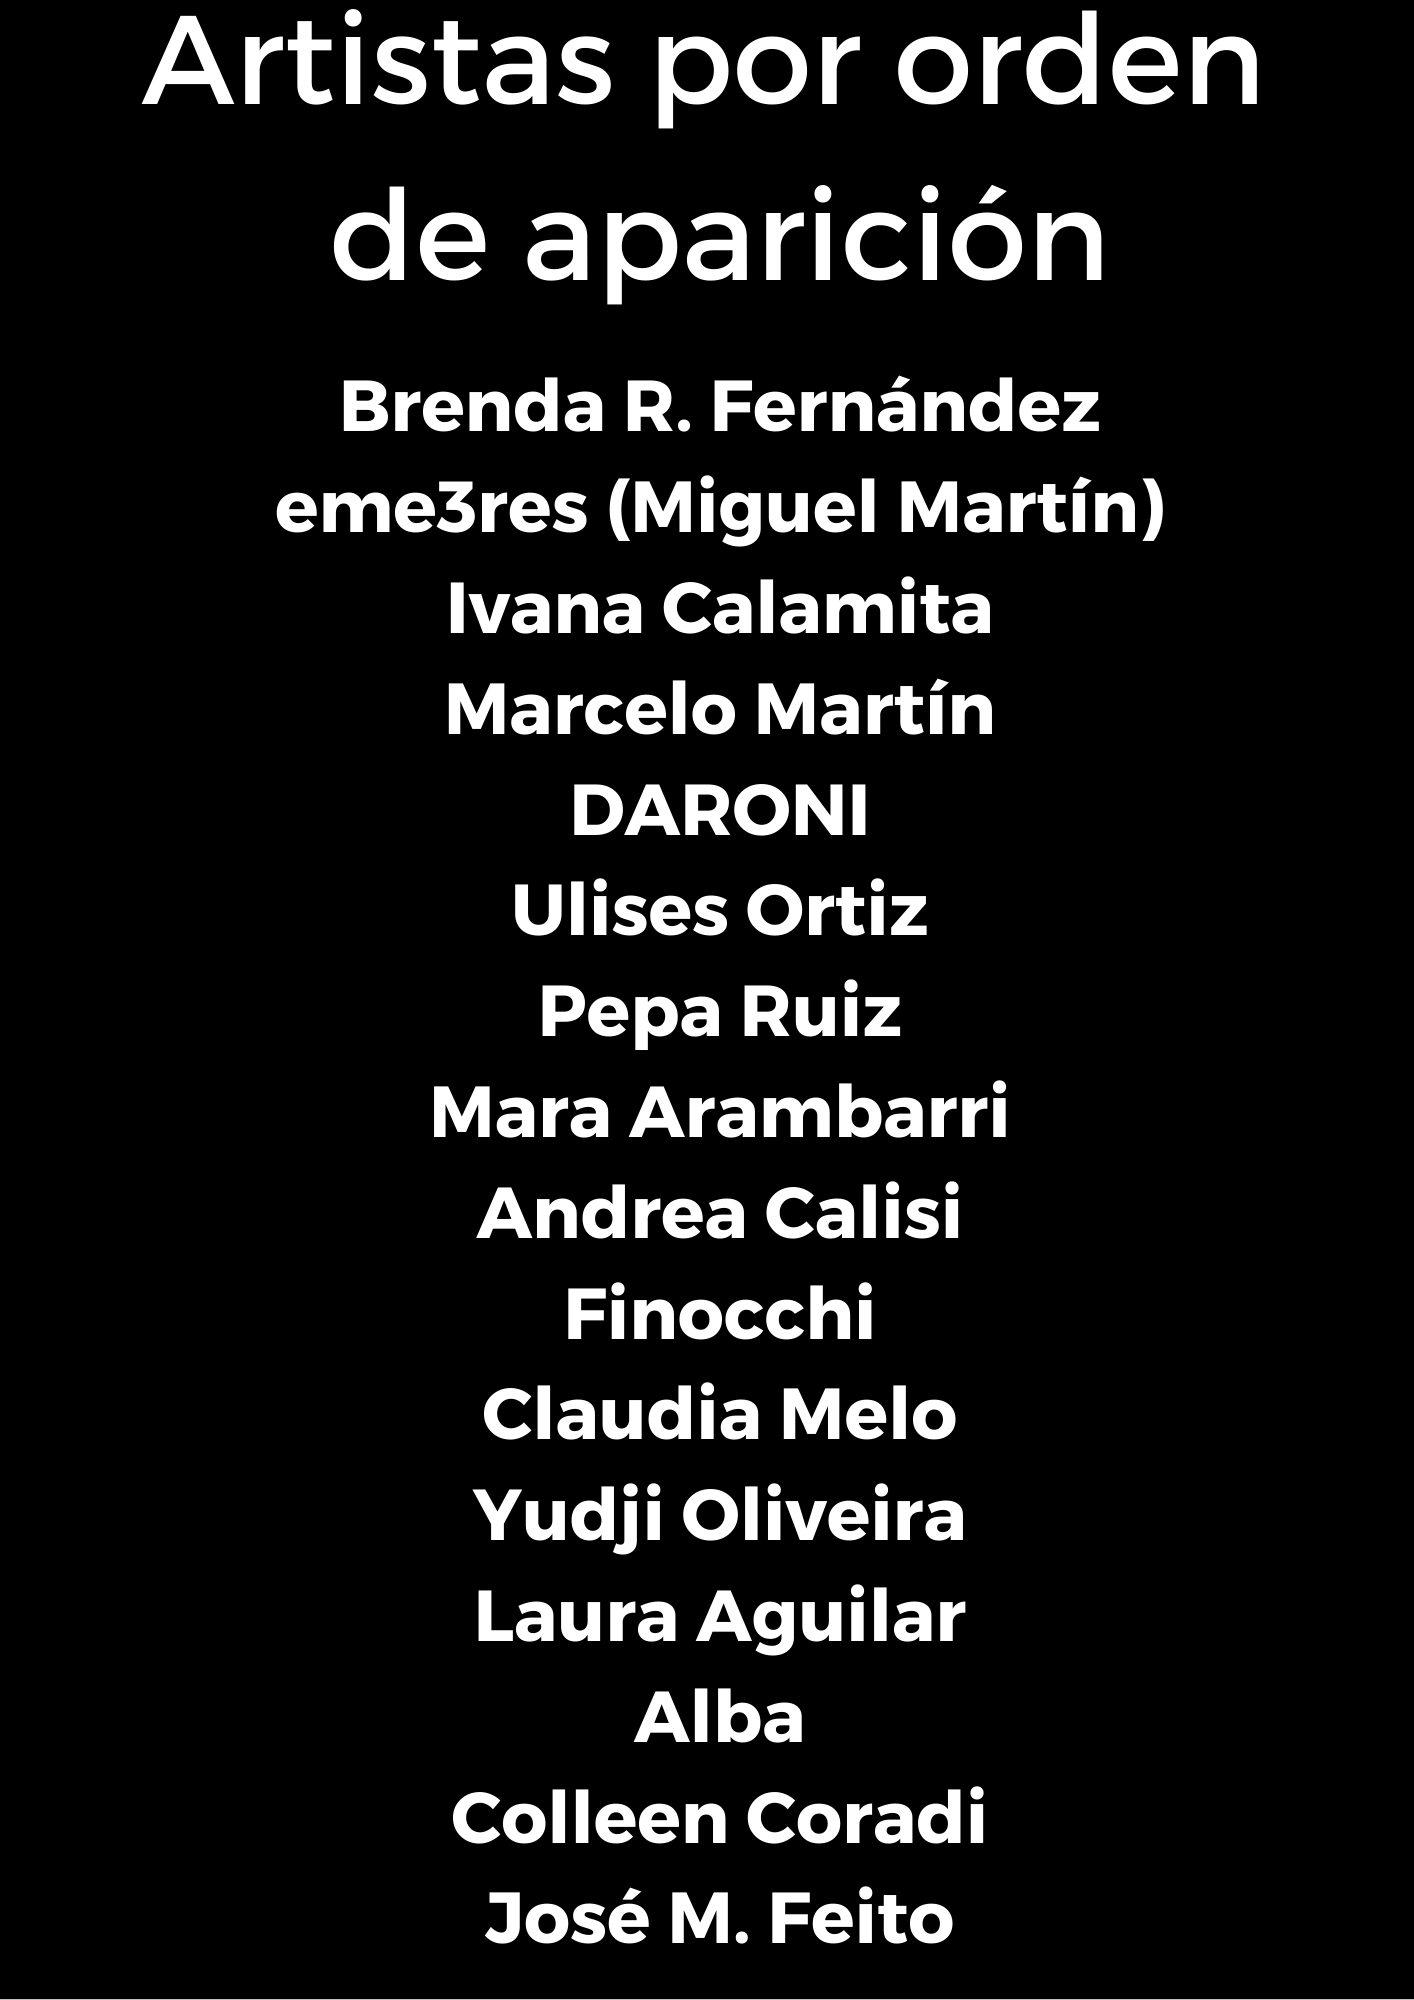 Artistas por orden
de aparición
Brenda R. Fernández
eme3res (Miguel Martín)
Ivana Calamita
Marcelo Martín
DARONI
Ulises Ortiz
Pepa Ruiz
Mara Arambarri
Andrea Calisi
Finocchi
Claudia Melo
Yudji Oliveira
Laura Aguilar
Alba
Colleen Coradi
José M. Feito